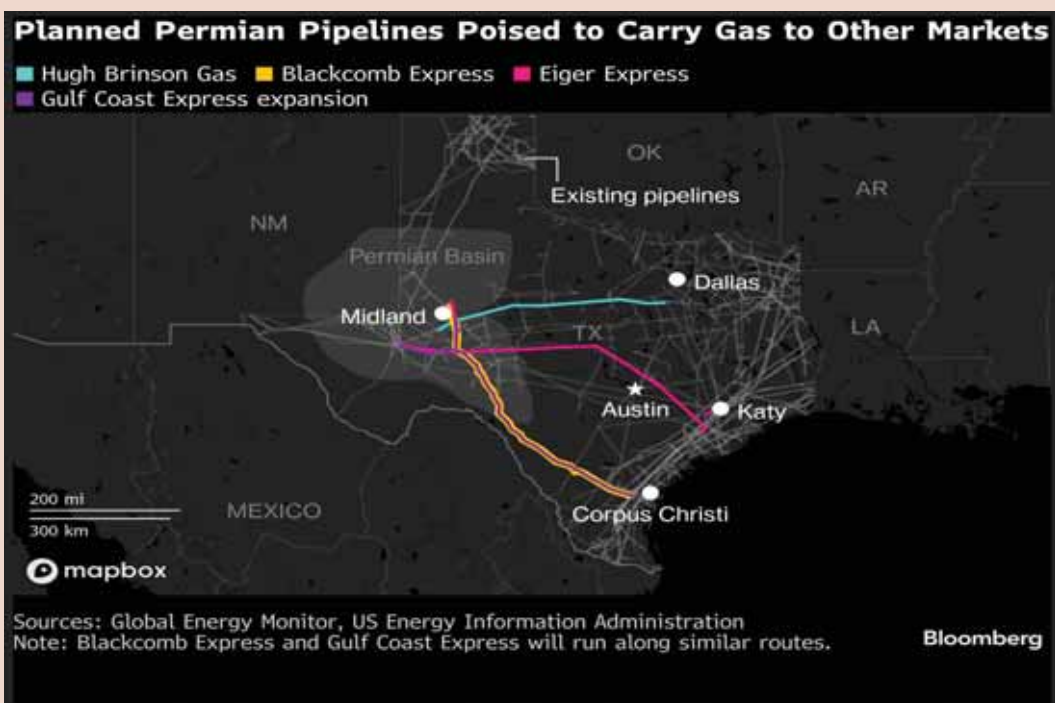 Planned Permian Pipelines Poised to Carry Gas to Other Markets
Hugh Brinson Gas Blackcomb Express Eiger Express
Gulf Coast Express expansion
OK
Existing pipelines
AR
NM
Permian Basin
Dallas
Midland
TX
LA
Austin
Katy
200 mi
300 km
MEXICO
Corpus Christi
mapbox
Sources: Global Energy Monitor, US Energy Information Administration
Note: Blackcomb Express and Gulf Coast Express will run along similar routes.
Bloomberg